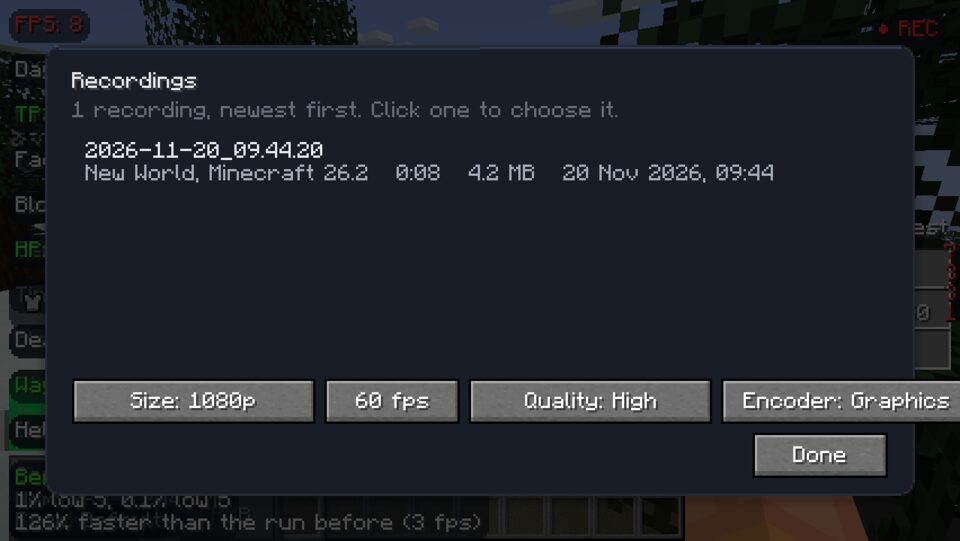 FPS: 8
REC
Recordings
1 recording, newest first. Click one to choose it.
2026-11-20_09.44.20
New World, Minecraft 26.2 0:08 4.2 MB 20 Nov 2026, 09:44
Size: 1080p
60 fps
Quality: High
Encoder: Graphics
Done
1% low 5, 0.1% low 5
126% faster than the run before (3 fps)